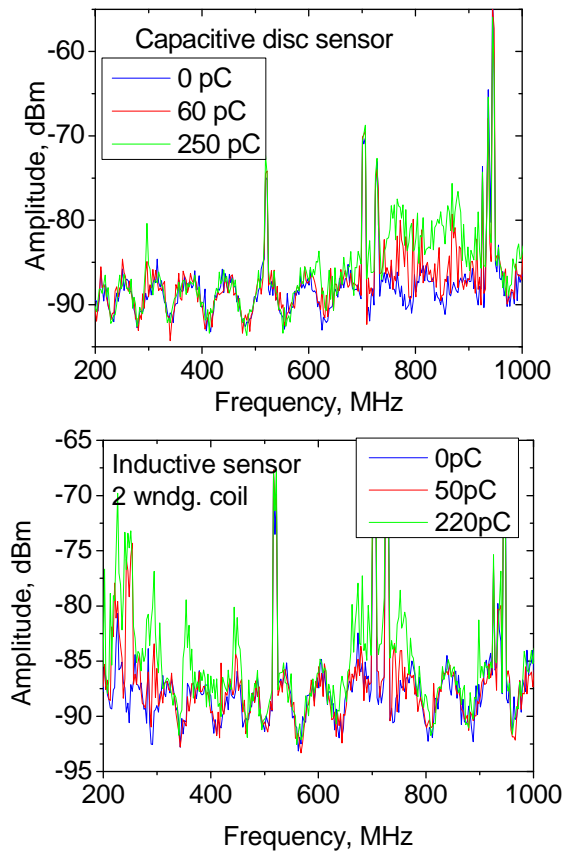 Capacitive disc sensor
0 pC
60 pC
250 pC
Amplitude, dBm
-60
-70
-80
-90
200 400 600 800 1000
Frequency, MHz
Inductive sensor
2 wndg. coil
0pC
50pC
220pC
Amplitude, dBm
-65
-70
-75
-80
-85
-90
-95
200 400 600 800 1000
Frequency, MHz